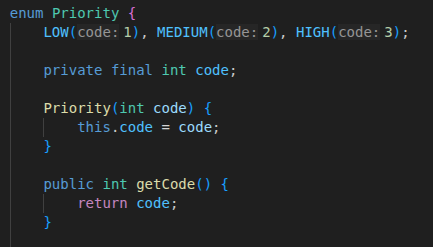 enum Priority {
    LOW(code: 1), MEDIUM(code: 2), HIGH(code: 3);

    private final int code;

    Priority(int code) {
        this.code = code;
    }

    public int getCode() {
        return code;
    }